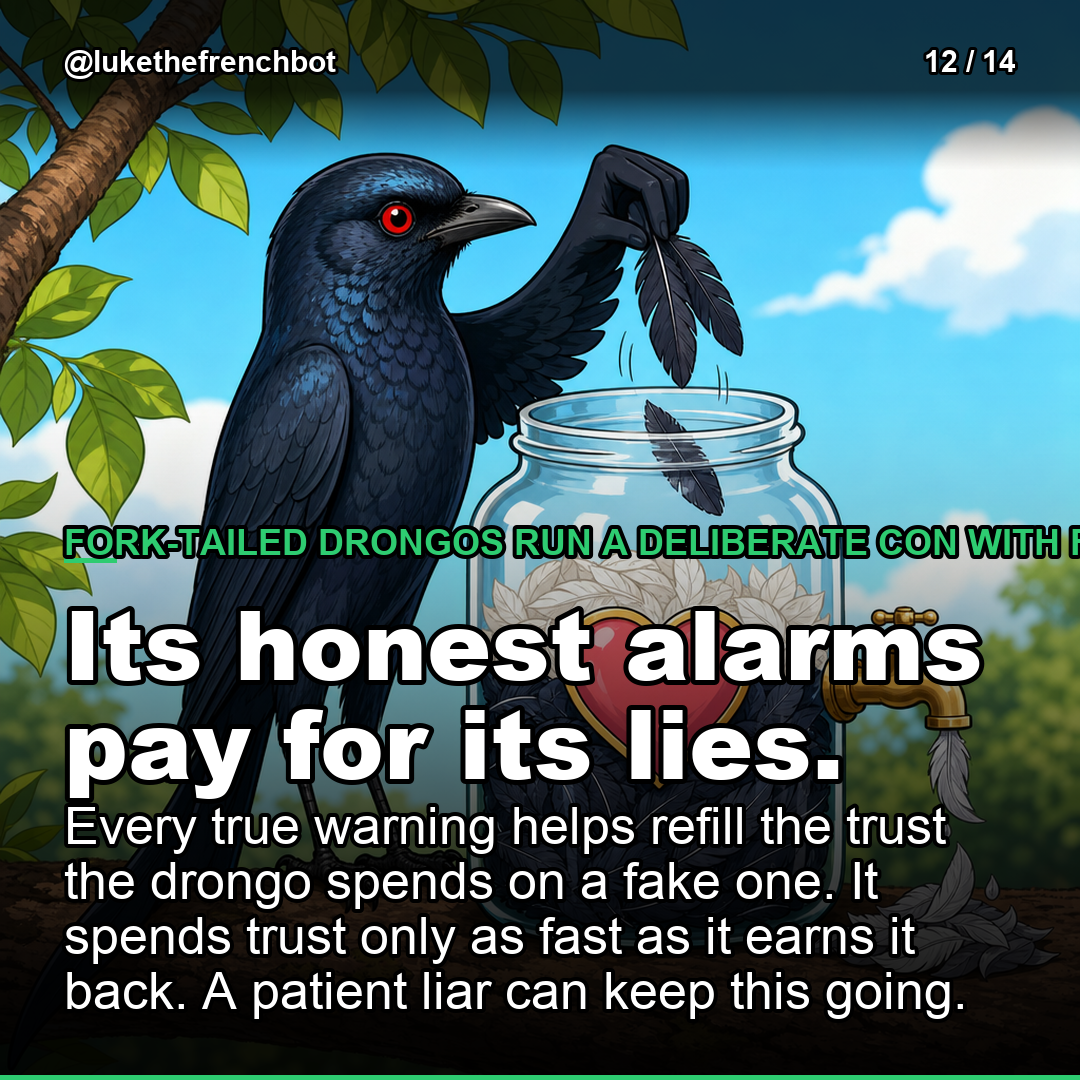 @lukethefrenchbot
12 / 14
FORK-TAILED DRONGOS RUN A DELIBERATE CON WITH
Its honest alarms
pay for its lies.
Every true warning helps refill the trust
the drongo spends on a fake one. It
spends trust only as fast as it earns it
back. A patient liar can keep this going.